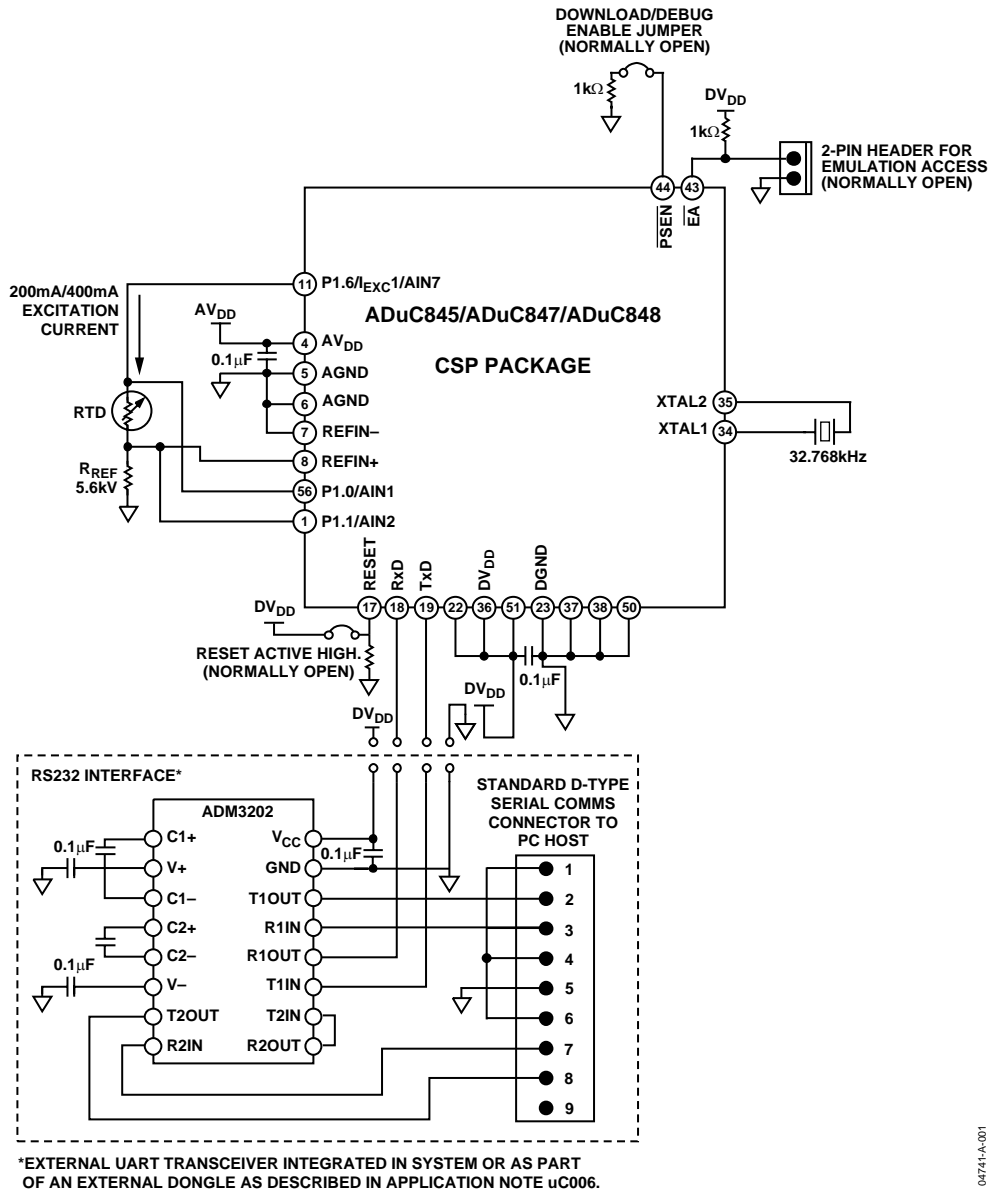 DOWNLOAD/DEBUG
ENABLE JUMPER
(NORMALLY OPEN)
1kΩ
DVDD
1kΩ
2-PIN HEADER FOR
EMULATION ACCESS
(NORMALLY OPEN)
44
43
PSEN
EA
11 P1.6/IEXC1/AIN7
200mA/400mA
EXCITATION
CURRENT
ADuC845/ADuC847/ADuC848
CSP PACKAGE
AVDD
4 AVDD
0.1µF
5 AGND
6 AGND
7 REFIN–
8 REFIN+
56 P1.0/AIN1
1 P1.1/AIN2
RTD
RREF
5.6kV
XTAL2 35
XTAL1 34
32.768kHz
RESET
RxD
TxD
DVDD
DGND
17 18 19 22 36 51 23 37 38 50
DVDD
RESET ACTIVE HIGH.
(NORMALLY OPEN)
0.1µF
DVDD
DVDD
RS232 INTERFACE*
STANDARD D-TYPE
SERIAL COMMS
CONNECTOR TO
PC HOST
ADM3202
C1+
V+
C1–
C2+
C2–
V–
T2OUT
R2IN
0.1µF
0.1µF
VCC
GND
T1OUT
R1IN
R1OUT
T1IN
T2IN
R2OUT
0.1µF
1
2
3
4
5
6
7
8
9
*EXTERNAL UART TRANSCEIVER INTEGRATED IN SYSTEM OR AS PART
OF AN EXTERNAL DONGLE AS DESCRIBED IN APPLICATION NOTE uC006.
04741-A-001